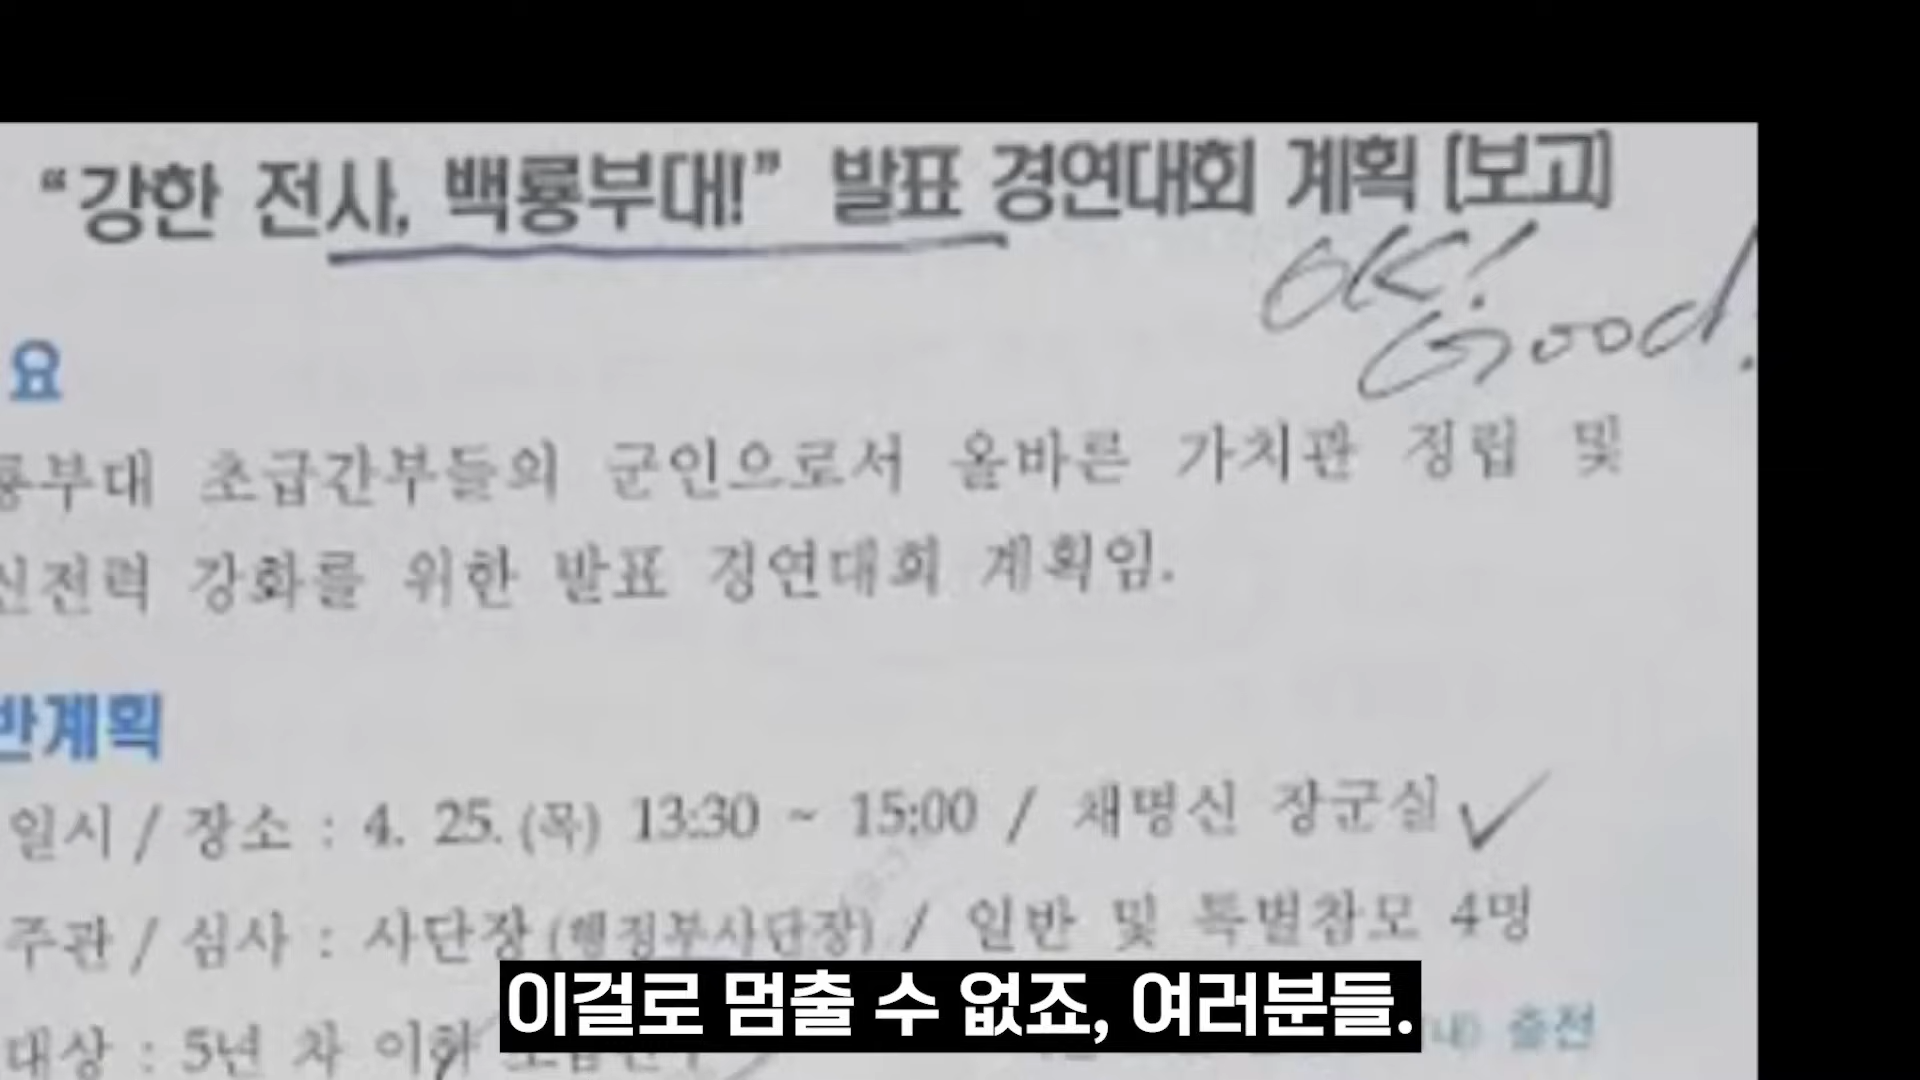 “강한 전사, 백룡부대!” 발표 경연대회 계획 [보고]
OK!
Good!
요
룡부대 초급간부들의 군인으로서 올바른 가치관 정립 및
신전력 강화를 위한 발표 경연대회 계획임.
반계획
일시 / 장소 : 4. 25. (목) 13:30 ~ 15:00 / 채명신 장군실
주관 / 심사 : 사단장 (행정부사단장) / 일반 및 특별참모 4명
대상 : 5년 차 이하 출전
이걸로 멈출 수 없죠, 여러분들.